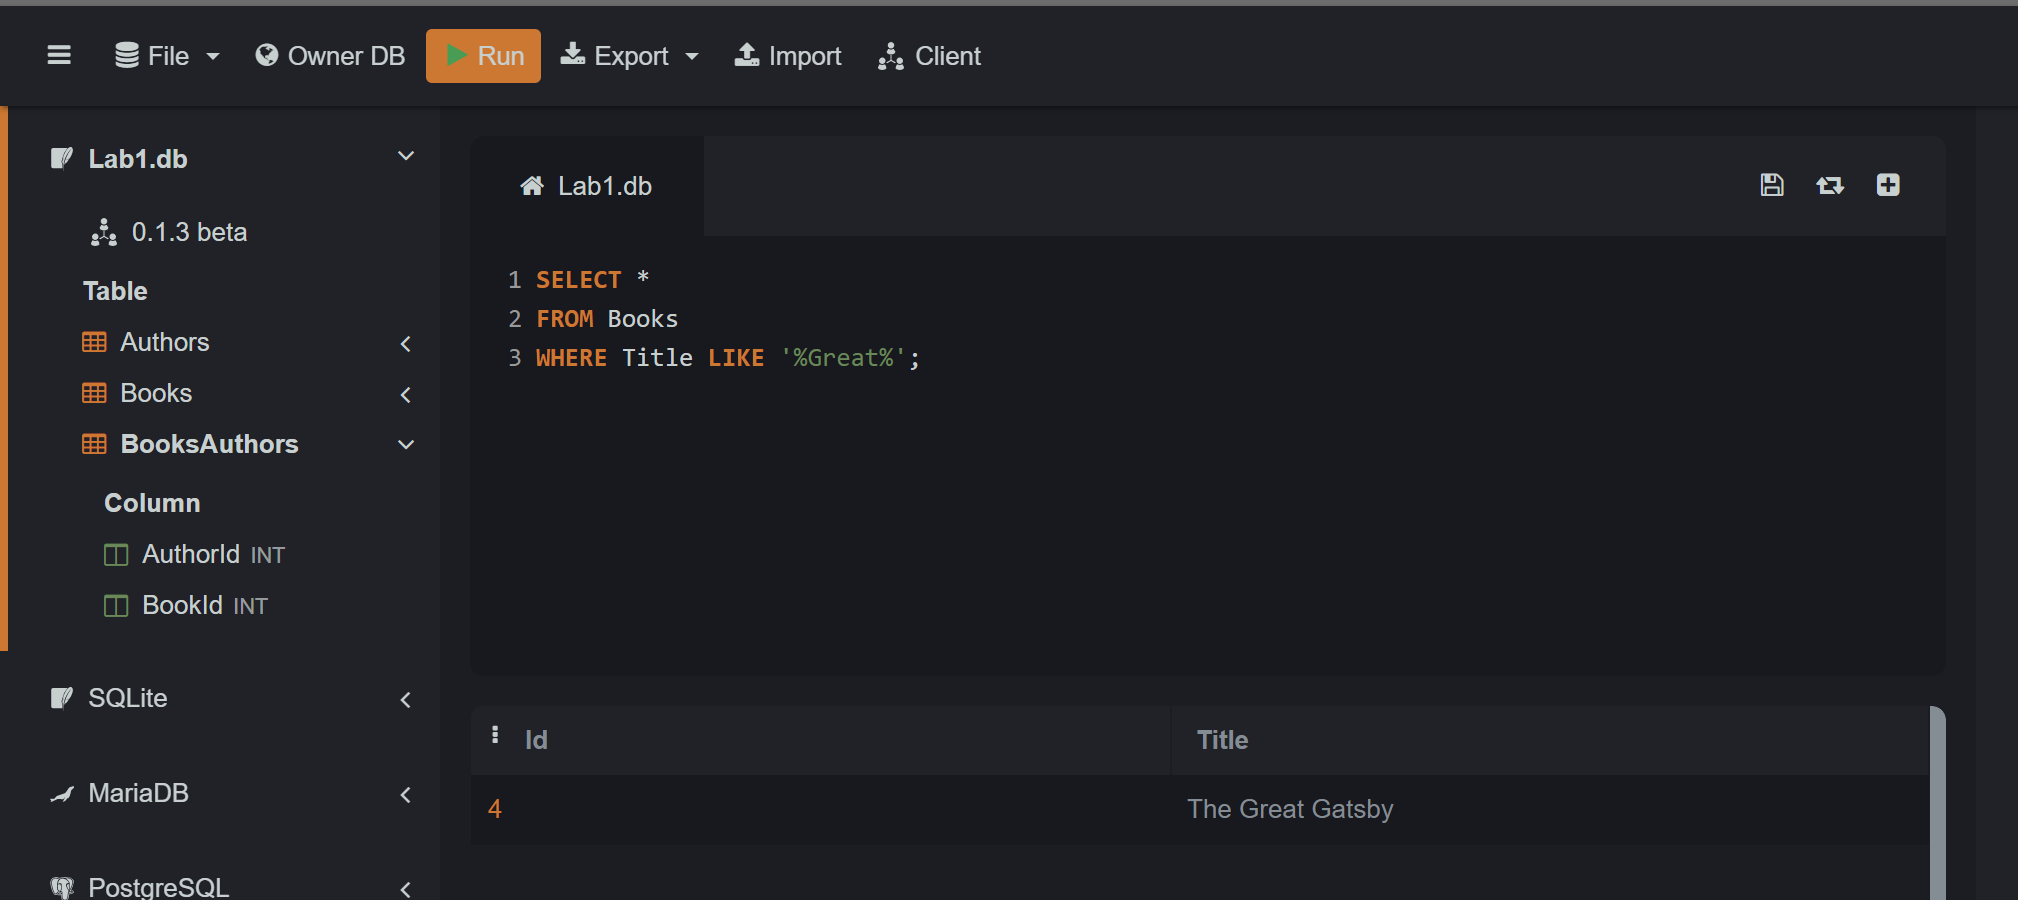 File Owner DB Run Export Import Client
Lab1.db
0.1.3 beta
Table
Authors
Books
BooksAuthors
Column
AuthorId INT
BookId INT
SQLite
MariaDB
PostgreSQL
Lab1.db
1 SELECT *
2 FROM Books
3 WHERE Title LIKE '%Great%';
Id Title
4 The Great Gatsby